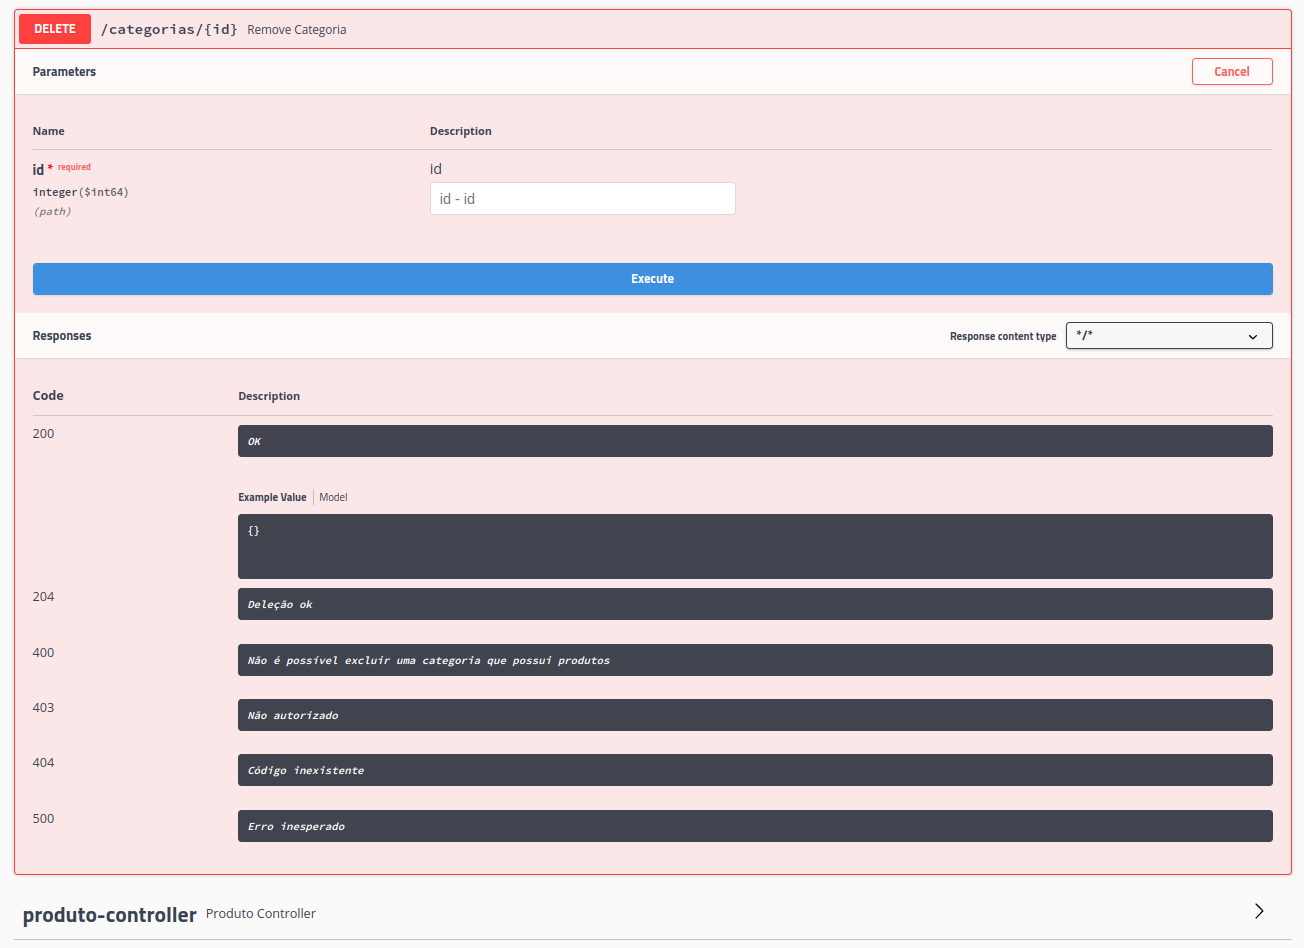 DELETE /categorias/{id} Remove Categoria
Parameters Cancel
Name Description
id * required id
integer($int64) id - id
(path)
Execute
Responses Response content type */*
Code Description
200 OK
Example Value Model
{}
204 Deleção ok
400 Não é possível excluir uma categoria que possui produtos
403 Não autorizado
404 Código inexistente
500 Erro inesperado
produto-controller Produto Controller